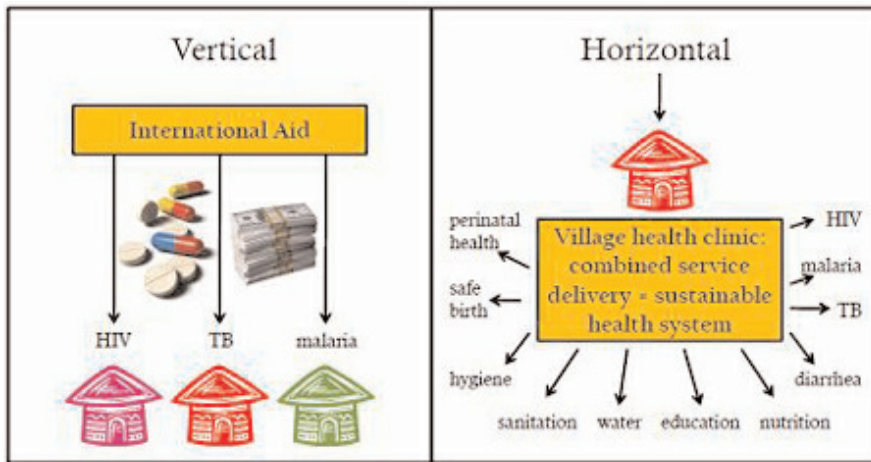 Vertical
International Aid
HIV
TB
malaria
Horizontal
perinatal
health
safe
birth
hygiene
sanitation
water
education
nutrition
diarrhea
TB
malaria
HIV
Village health clinic:
combined service
delivery = sustainable
health system